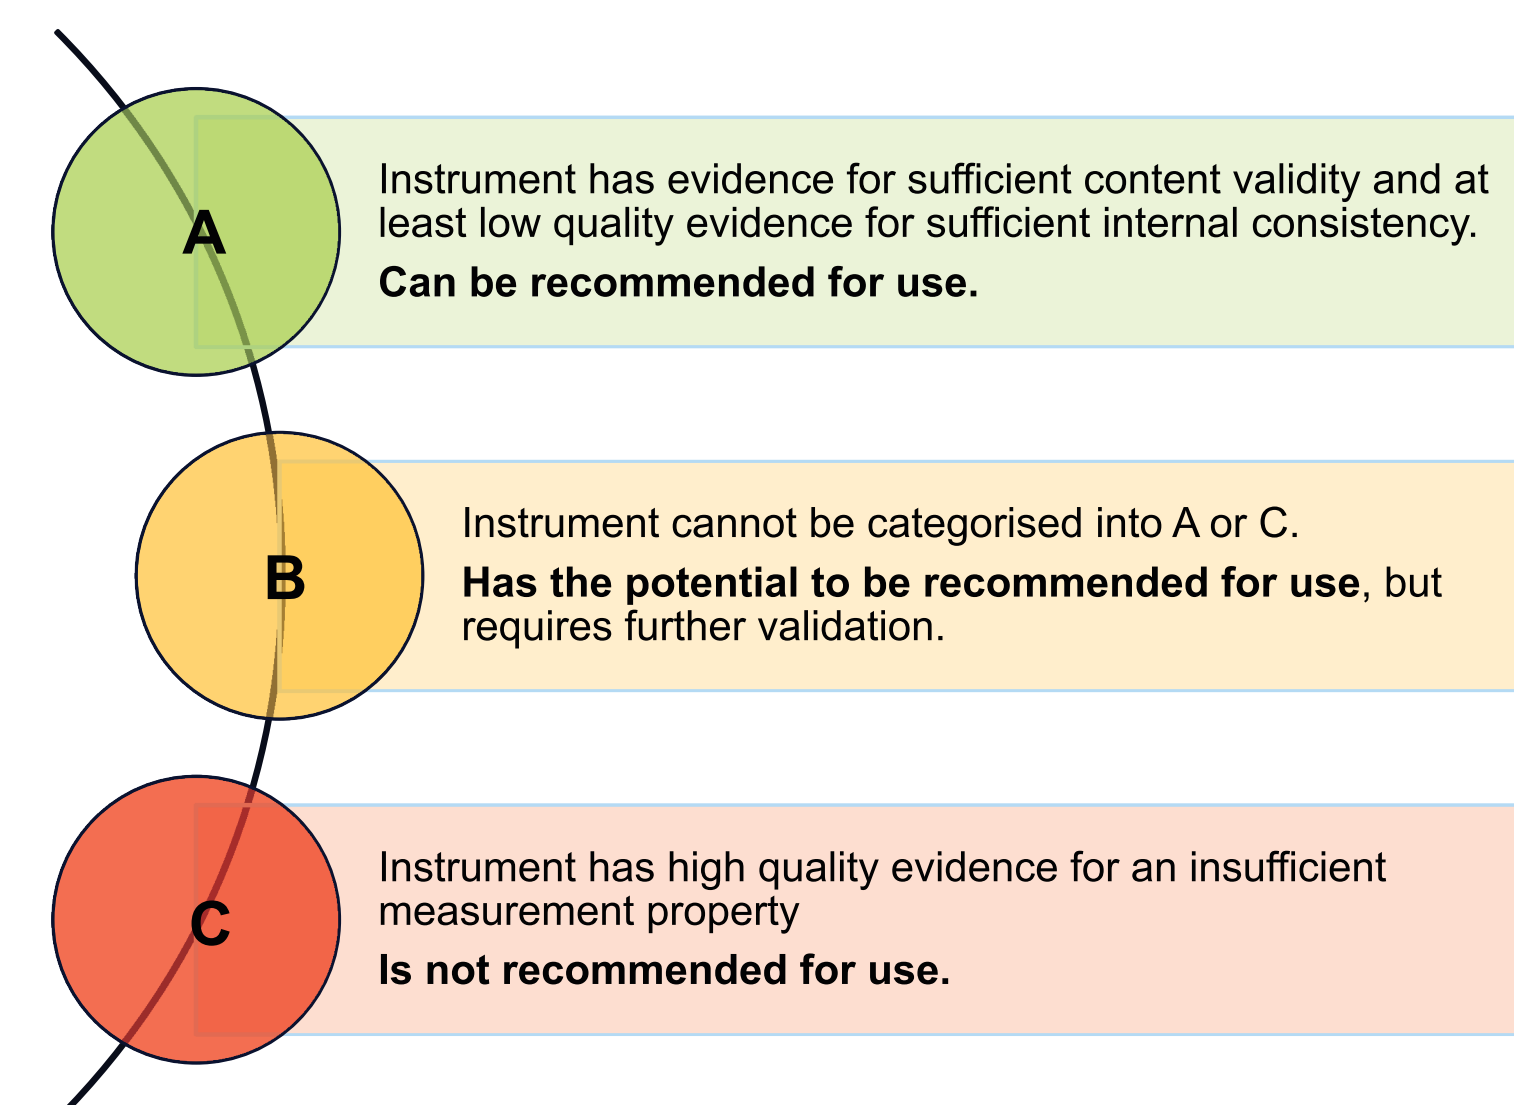 A
Instrument has evidence for sufficient content validity and at
least low quality evidence for sufficient internal consistency.
Can be recommended for use.
B
Instrument cannot be categorised into A or C.
Has the potential to be recommended for use, but
requires further validation.
C
Instrument has high quality evidence for an insufficient
measurement property
Is not recommended for use.